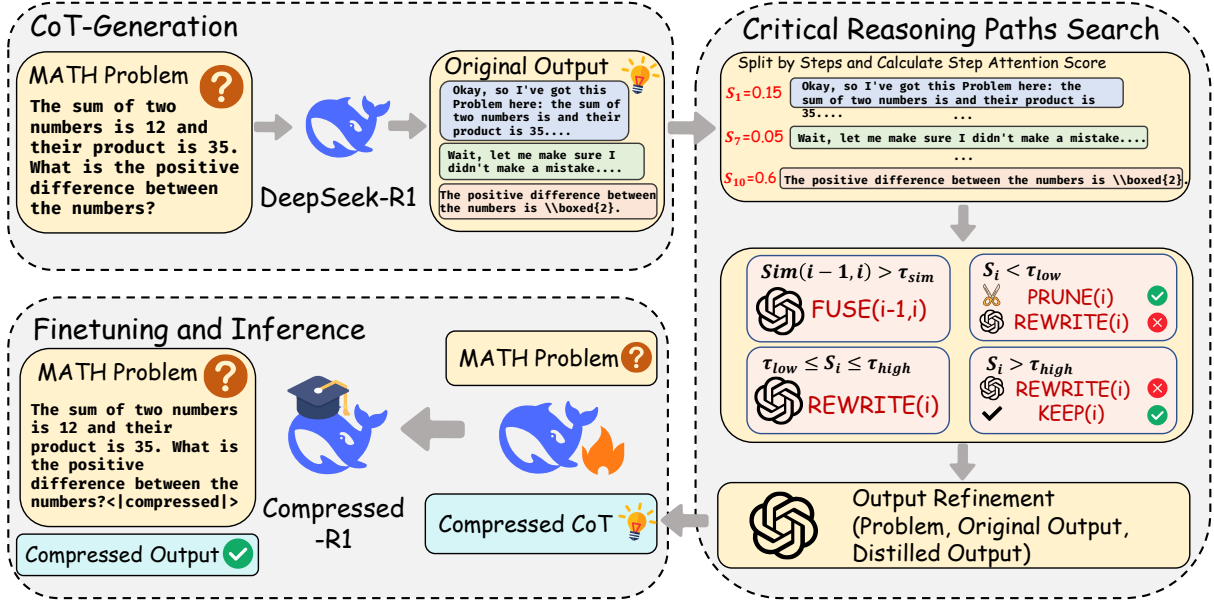 CoT-Generation
MATH Problem
?
The sum of two
numbers is 12 and
their product is 35.
What is the positive
difference between
the numbers?
DeepSeek-R1
Original Output
Okay, so I've got this
Problem here: the sum of
two numbers is and their
product is 35....
Wait, let me make sure I
didn't make a mistake....
The positive difference between
the numbers is \\boxed{2}.
Critical Reasoning Paths Search
Split by Steps and Calculate Step Attention Score
S₁=0.15
Okay, so I've got this Problem here: the
sum of two numbers is and their product is
35....
...
S₇=0.05
Wait, let me make sure I didn't make a mistake....
...
S₁₀=0.6
The positive difference between the numbers is \\boxed{2}.
Sim(i − 1, i) > τ_sim
FUSE(i-1,i)
S_i < τ_low
PRUNE(i)
REWRITE(i)
τ_low ≤ S_i ≤ τ_high
REWRITE(i)
S_i > τ_high
REWRITE(i)
KEEP(i)
Output Refinement
(Problem, Original Output,
Distilled Output)
Finetuning and Inference
MATH Problem
?
The sum of two numbers
is 12 and their
product is 35. What is
the positive
difference between the
numbers?<|compressed|>
Compressed Output
Compressed
-R1
MATH Problem
?
Compressed CoT